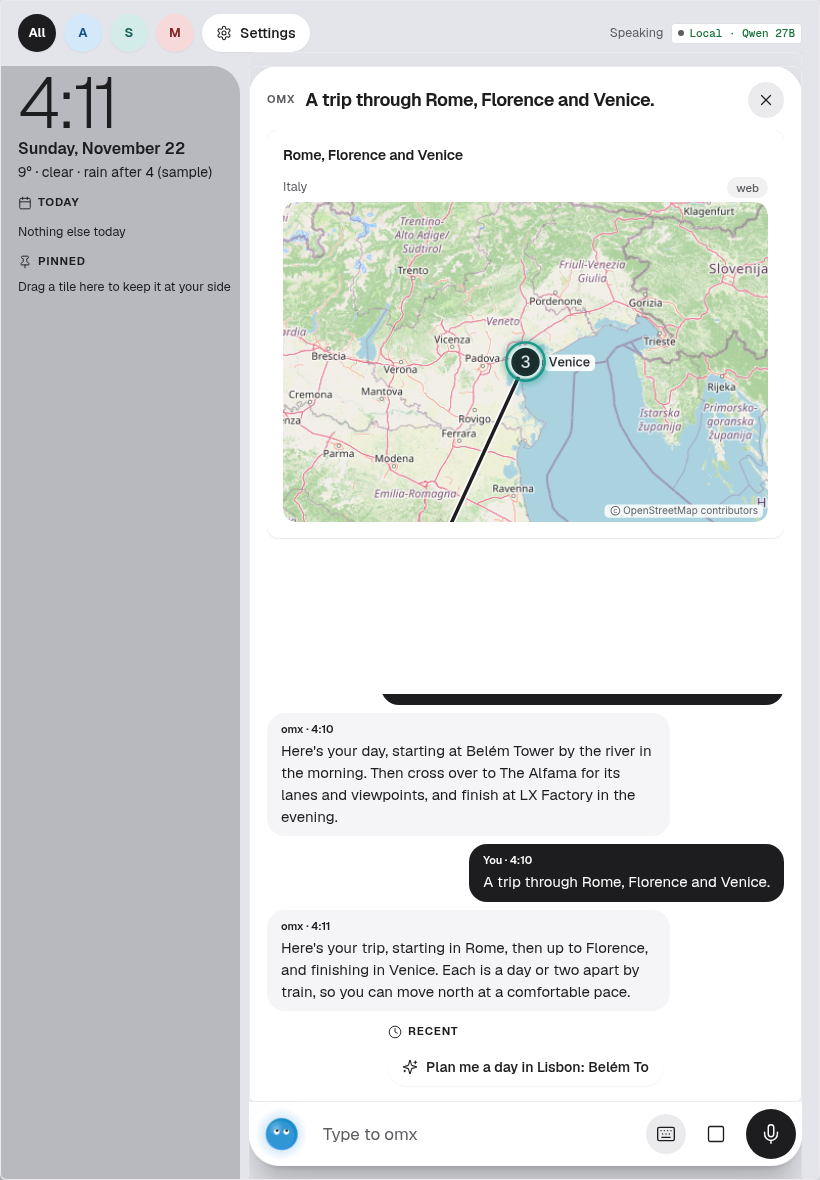 All A S M Settings
Speaking Local · Qwen 27B
4:11
Sunday, November 22
9° · clear · rain after 4 (sample)
TODAY
Nothing else today
PINNED
Drag a tile here to keep it at your side
OMX A trip through Rome, Florence and Venice.
Rome, Florence and Venice
Italy
web
Klagenfurt
Trentino-
Alto Adige/
Südtirol
Trento
Friuli-Venezia
Giulia
Slovenija
Pordenone
Gorizia
Veneto
Trieste
Vicenza
Brescia
Verona
Padova
3 Venice
Rijeka
Cremona
Mantova
Rovigo
Istarska
županija
Primorsko-
goranska
županija
Ferrara
Parma
Modena
Emilia-Romagna
Ravenna
H
© OpenStreetMap contributors
omx · 4:10
Here's your day, starting at Belém Tower by the river in
the morning. Then cross over to The Alfama for its
lanes and viewpoints, and finish at LX Factory in the
evening.
You · 4:10
A trip through Rome, Florence and Venice.
omx · 4:11
Here's your trip, starting in Rome, then up to Florence,
and finishing in Venice. Each is a day or two apart by
train, so you can move north at a comfortable pace.
RECENT
Plan me a day in Lisbon: Belém To
Type to omx